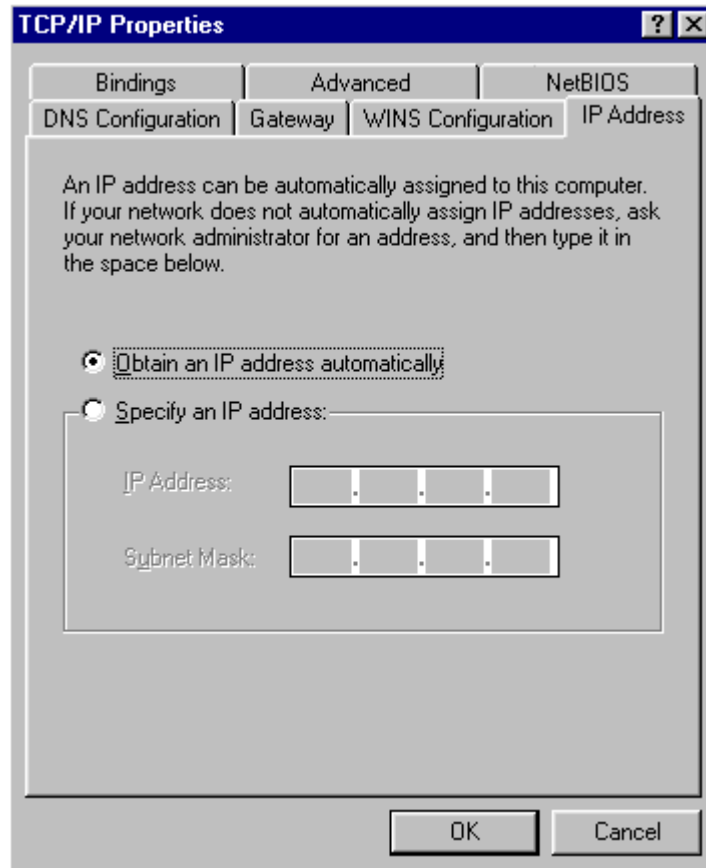 TCP/IP Properties
Bindings Advanced NetBIOS
DNS Configuration Gateway WINS Configuration IP Address
An IP address can be automatically assigned to this computer.
If your network does not automatically assign IP addresses, ask
your network administrator for an address, and then type it in
the space below.
Obtain an IP address automatically
Specify an IP address:
IP Address:
. . .
Subnet Mask:
. . .
OK Cancel